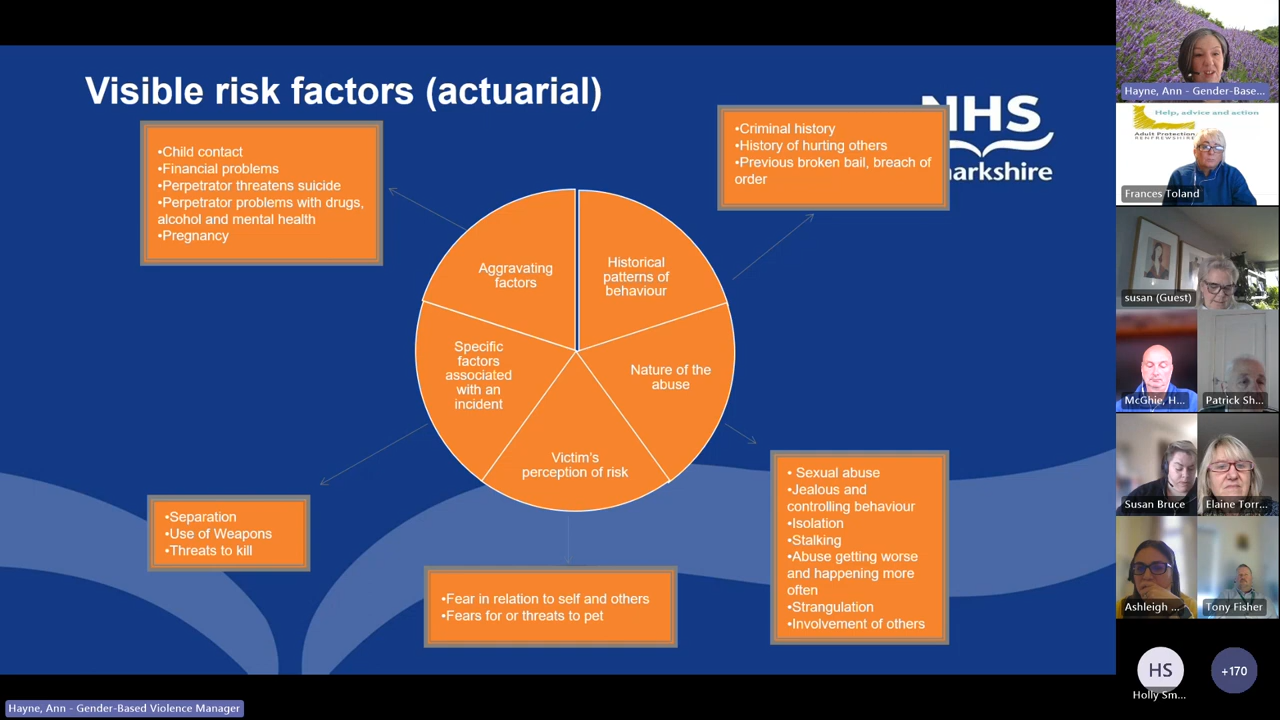 Visible risk factors (actuarial)
NHS
•Child contact
•Financial problems
•Perpetrator threatens suicide
•Perpetrator problems with drugs,
alcohol and mental health
•Pregnancy
•Criminal history
•History of hurting others
•Previous broken bail, breach of
order
arkshire
Aggravating
factors
Historical
patterns of
behaviour
Specific
factors
associated
with an
incident
Nature of the
abuse
Victim's
perception of risk
•Separation
•Use of Weapons
•Threats to kill
•Fear in relation to self and others
•Fears for or threats to pet
• Sexual abuse
•Jealous and
controlling behaviour
•Isolation
•Stalking
•Abuse getting worse
and happening more
often
•Strangulation
•Involvement of others
Hayne, Ann - Gender-Based Violence Manager
Hayne, Ann - Gender-Base...
Help, advice and action
Adult Protection
RENFREWSHIRE
Frances Toland
susan (Guest)
McGhie, H...
Patrick Sh...
Susan Bruce
Elaine Torr...
Ashleigh ...
Tony Fisher
HS
+170
Holly Sm...